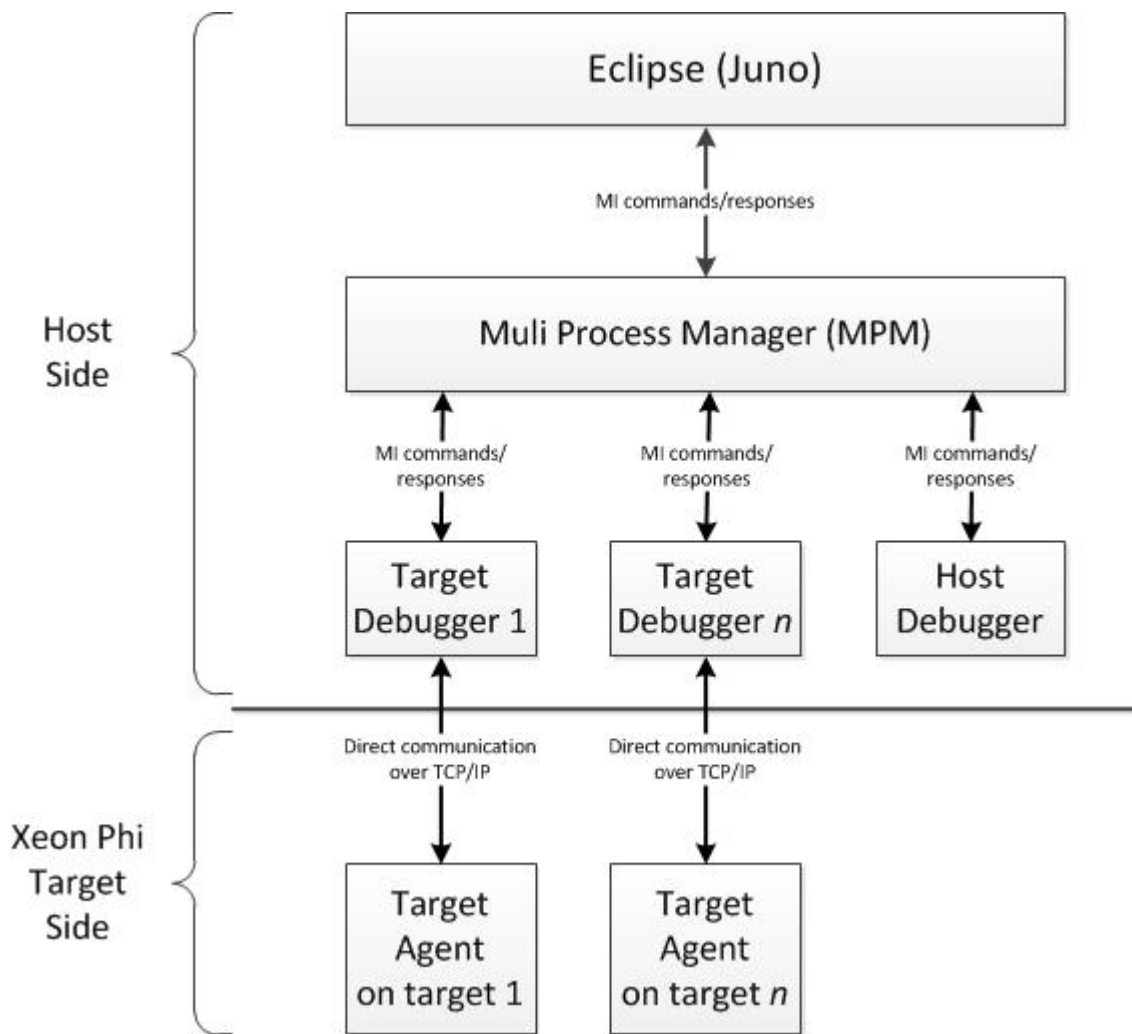 Eclipse (Juno)
MI commands/responses
Host
Side
Muli Process Manager (MPM)
MI commands/
responses
MI commands/
responses
MI commands/
responses
Target
Debugger 1
Target
Debugger n
Host
Debugger
Direct communication
over TCP/IP
Direct communication
over TCP/IP
Xeon Phi
Target
Side
Target
Agent
on target 1
Target
Agent
on target n